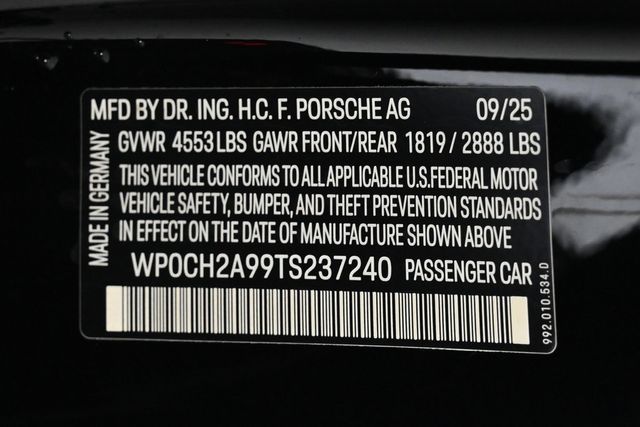 MFD BY DR. ING. H.C. F. PORSCHE AG 09/25
GVWR 4553 LBS GAWR FRONT/REAR 1819 / 2888 LBS
THIS VEHICLE CONFORMS TO ALL APPLICABLE U.S.FEDERAL MOTOR
VEHICLE SAFETY, BUMPER, AND THEFT PREVENTION STANDARDS
IN EFFECT ON THE DATE OF MANUFACTURE SHOWN ABOVE
WP0CH2A99TS237240 PASSENGER CAR
MADE IN GERMANY
992.010.534.D